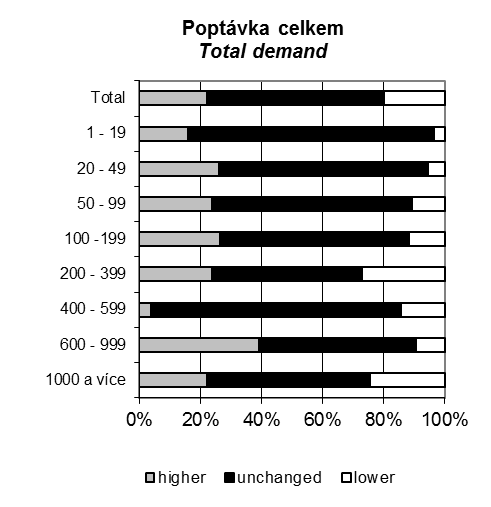 Poptávka celkem
Total demand
Total
1 - 19
20 - 49
50 - 99
100 -199
200 - 399
400 - 599
600 - 999
1000 a více
0% 20% 40% 60% 80% 100%
higher unchanged lower